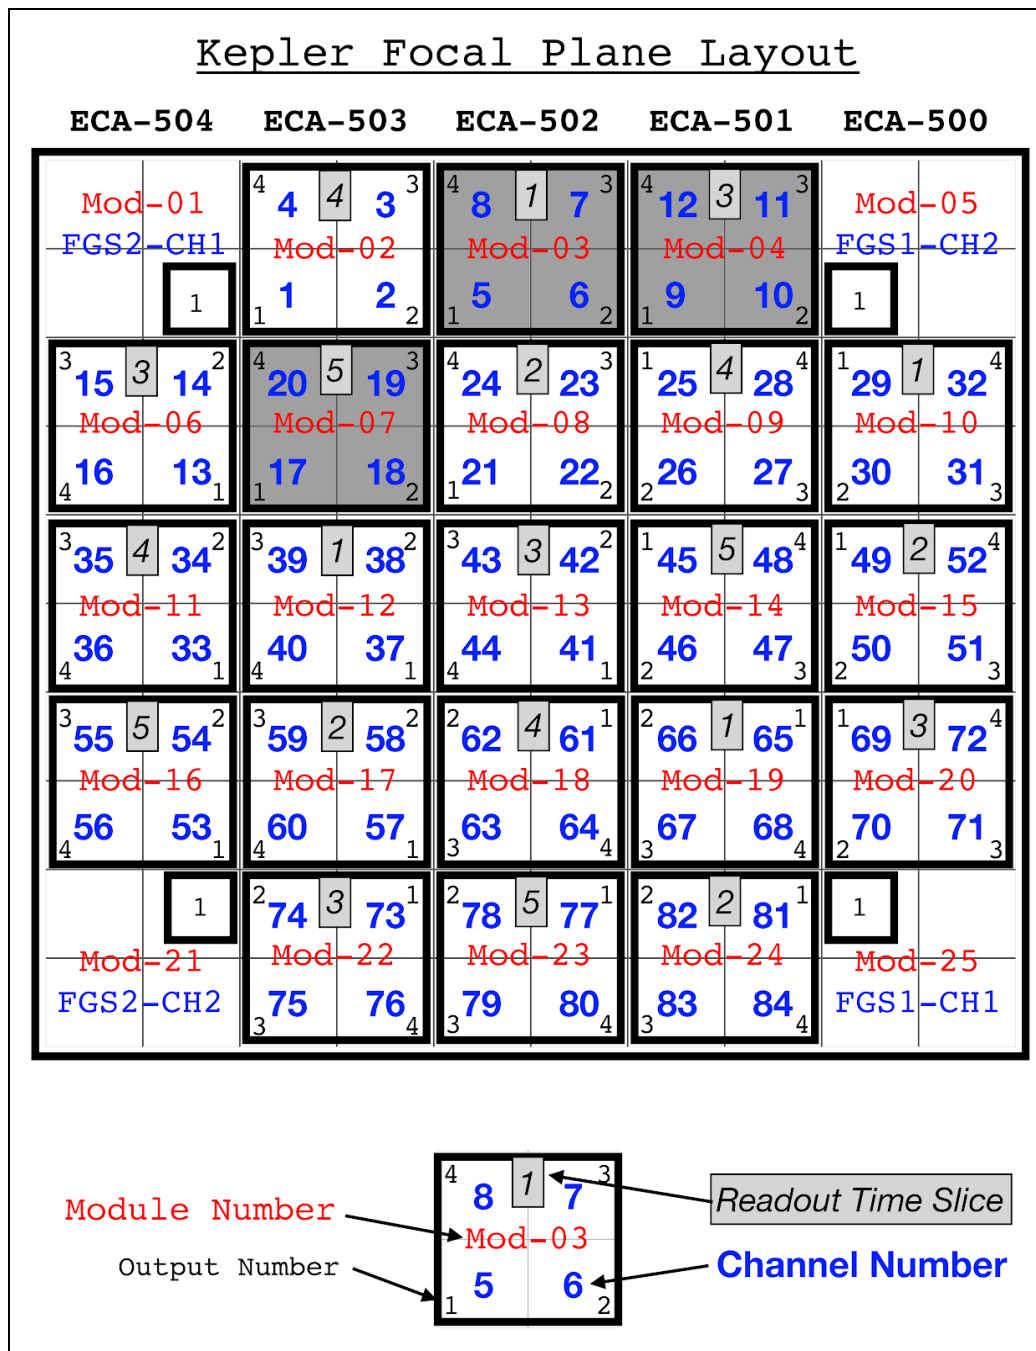 Kepler Focal Plane Layout
ECA-504 ECA-503 ECA-502 ECA-501 ECA-500
4 4 4 3 3 4 8 1 7 3 4 12 3 11 3
Mod-01 Mod-05
FGS2-CH1 Mod-02 Mod-03 Mod-04 FGS1-CH2
1 1 2 5 6 9 10 1
1 2 1 2 1 2
3 15 3 14 2 4 20 5 19 3 4 24 2 23 3 1 25 4 28 4 1 29 1 32 4
Mod-06 Mod-07 Mod-08 Mod-09 Mod-10
4 16 13 1 1 17 18 2 1 21 22 2 2 26 27 3 2 30 31 3
3 35 4 34 2 3 39 1 38 2 3 43 3 42 2 1 45 5 48 4 1 49 2 52 4
Mod-11 Mod-12 Mod-13 Mod-14 Mod-15
4 36 33 1 4 40 37 1 4 44 41 1 2 46 47 3 2 50 51 3
3 55 5 54 2 3 59 2 58 2 2 62 4 61 1 2 66 1 65 1 1 69 3 72 4
Mod-16 Mod-17 Mod-18 Mod-19 Mod-20
4 56 53 1 4 60 57 1 3 63 64 4 3 67 68 4 2 70 71 3
1 2 74 3 73 1 2 78 5 77 1 2 82 2 81 1 1
Mod-21 Mod-22 Mod-23 Mod-24 Mod-25
FGS2-CH2 3 75 76 4 3 79 80 4 3 83 84 4 FGS1-CH1
4 8 1 7 3 Readout Time Slice
Module Number Mod-03
Output Number 1 5 6 2 Channel Number